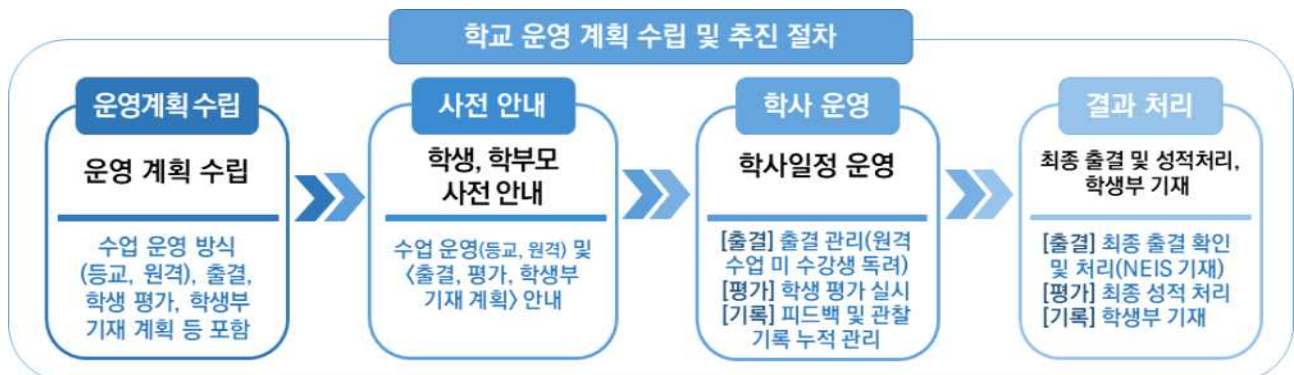 학교 운영 계획 수립 및 추진 절차
운영계획 수립
운영 계획 수립
수업 운영 방식
(등교, 원격), 출결,
학생 평가, 학생부
기재 계획 등 포함
사전 안내
학생, 학부모
사전 안내
수업 운영(등교, 원격) 및
<출결, 평가, 학생부
기재 계획> 안내
학사 운영
학사일정 운영
[출결] 출결 관리(원격
수업 미 수강생 독려)
[평가] 학생 평가 실시
[기록] 피드백 및 관찰
기록 누적 관리
결과 처리
최종 출결 및 성적처리,
학생부 기재
[출결] 최종 출결 확인
및 처리(NEIS 기재)
[평가] 최종 성적 처리
[기록] 학생부 기재